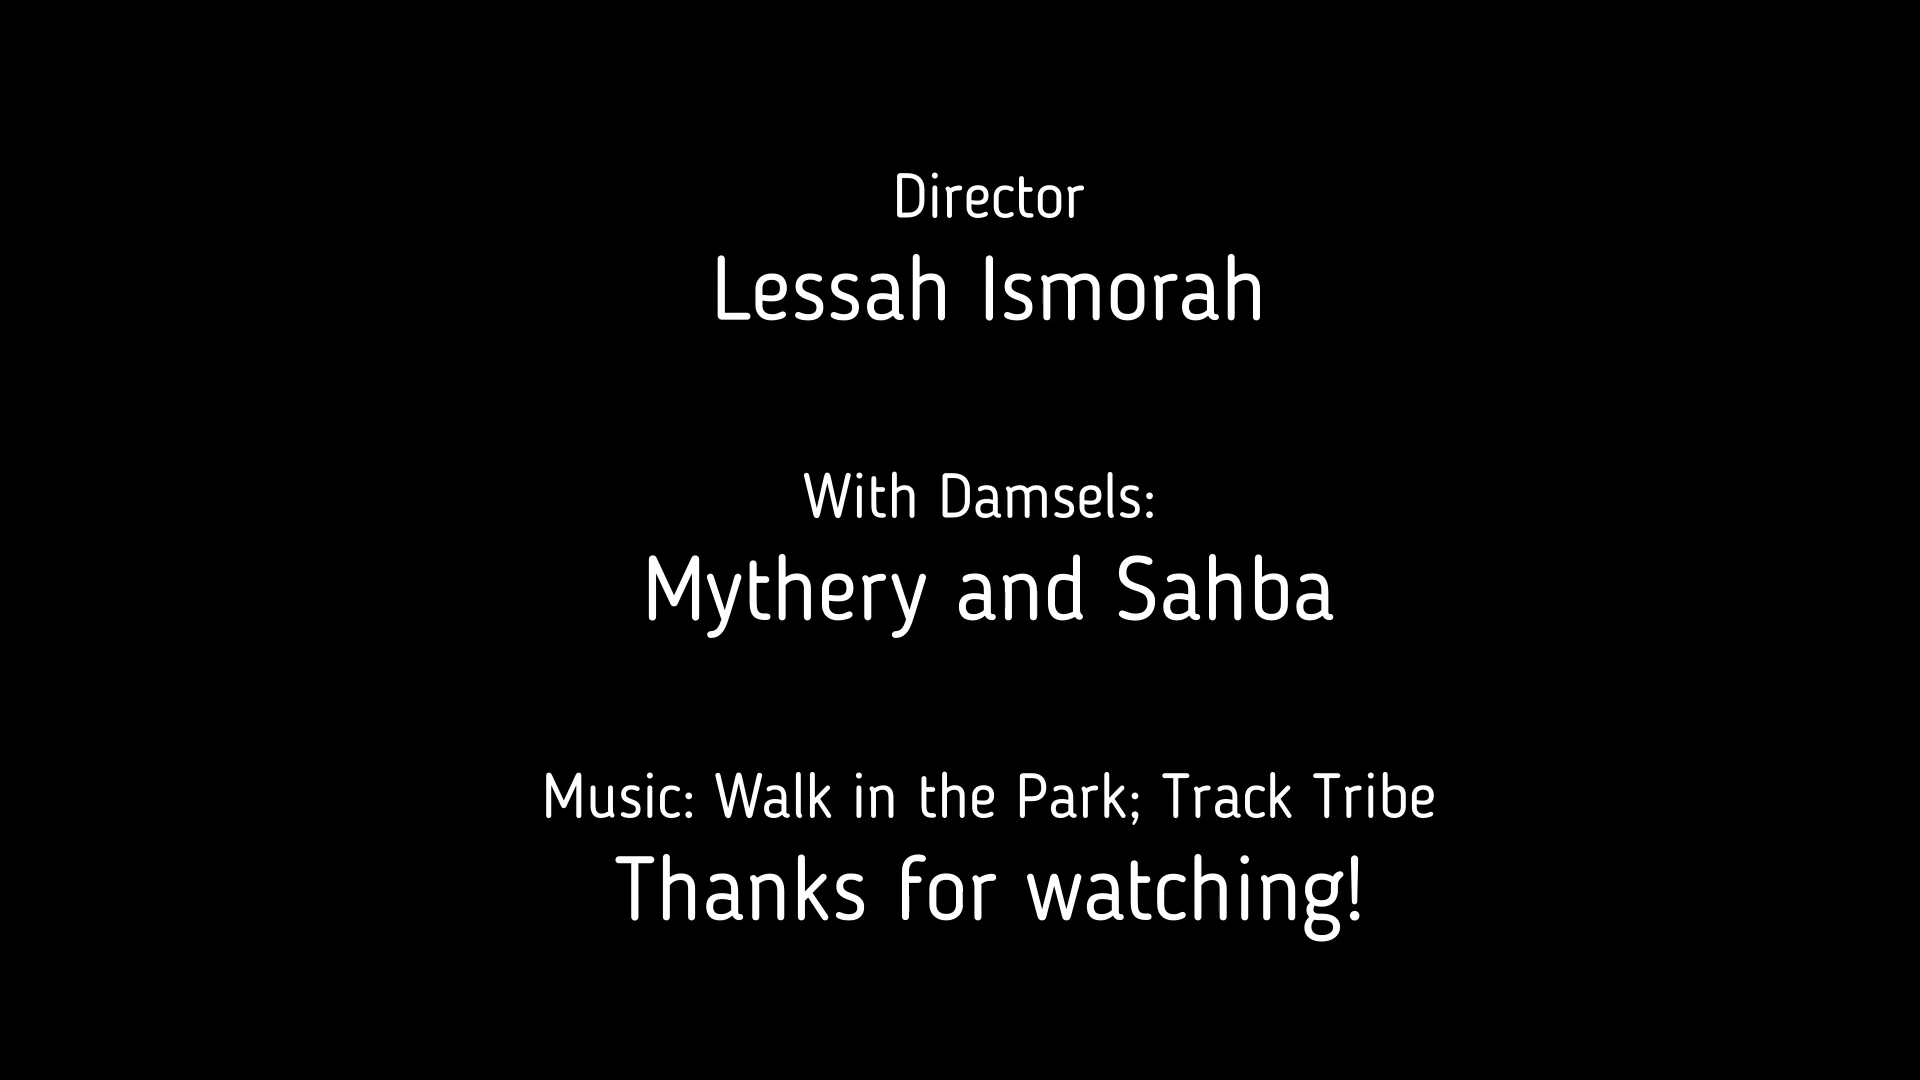 Director
Lessah Ismorah
With Damsels:
Mythery and Sahba
Music: Walk in the Park; Track Tribe
Thanks for watching!